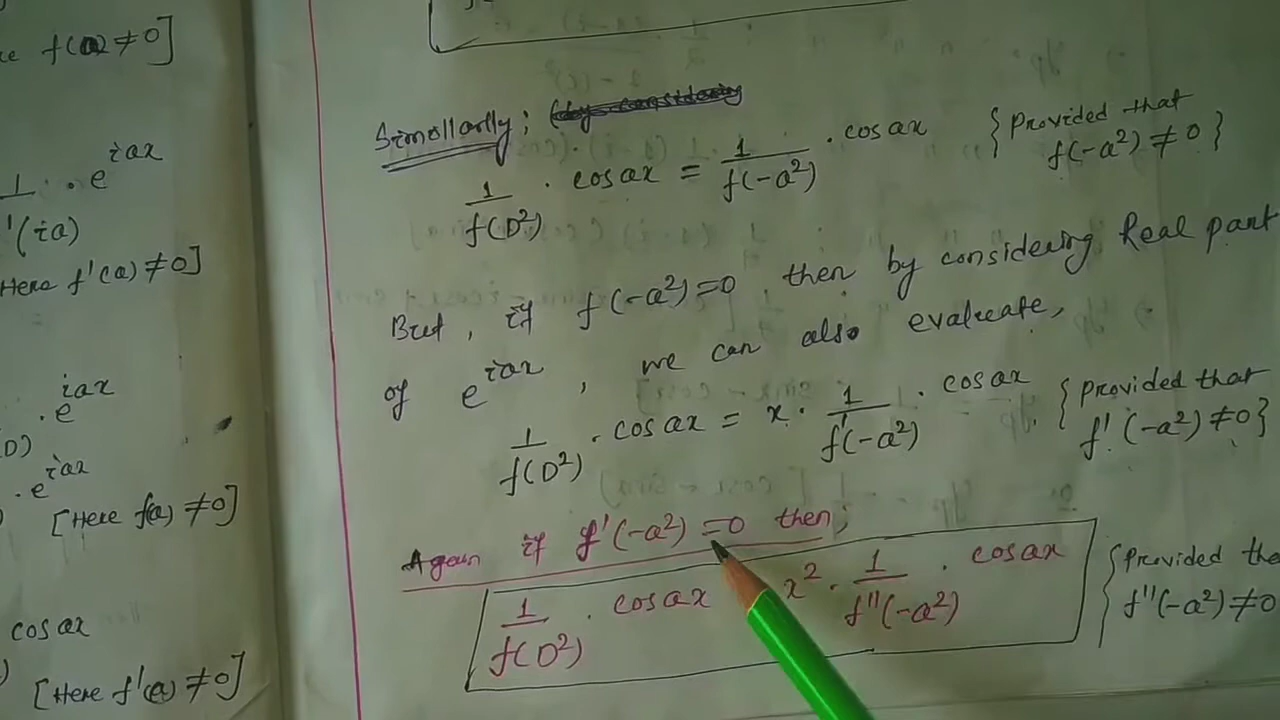 f(a) ≠ 0]
1/ . e^{iax}
'(ia)
Here f'(a) ≠ 0]
. e^{iax}
. e^{iax}
[Here f(a) ≠ 0]
cos ax
[Here f'(a) ≠ 0]
Simollarly;
1/f(D²) . cos ax = 1/f(-a²) . cos ax {Provided that f(-a²) ≠ 0}
But, if f(-a²) = 0, then by considering Real part
of e^{iax}, we can also evaluate,
1/f(D²) . cos ax = x . 1/f'(-a²) . cos ax {Provided that f'(-a²) ≠ 0}
Again if f'(-a²) = 0 then;
1/f(D²) . cos ax x² . 1/f''(-a²) . cos ax {Provided tha f''(-a²) ≠ 0